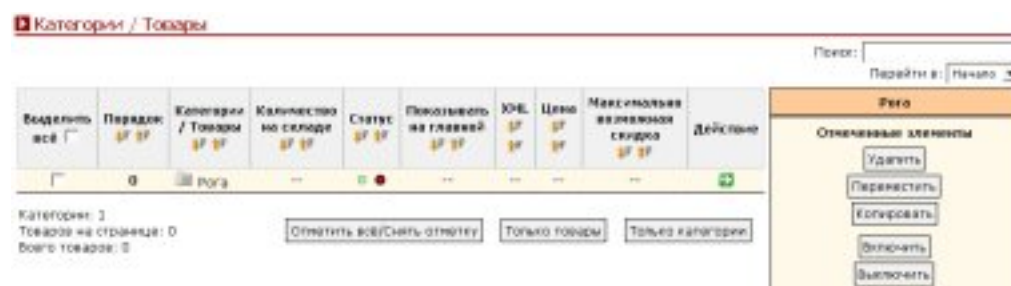 Категории / Товары
Поиск:
Перейти в: Начало
Выделить всё
Порядок
Категории / Товары
Количество на складе
Статус
Показывать на главной
XML
Цена
Максимально возможная скидка
Действие
0 Рога -- -- -- -- --
Категории: 1
Товаров на странице: 0
Всего товаров: 0
Отметить всё/Снять отметку
Только товары
Только категории
Рога
Отмеченные элементы
Удалить
Переместить
Копировать
Включить
Выключить